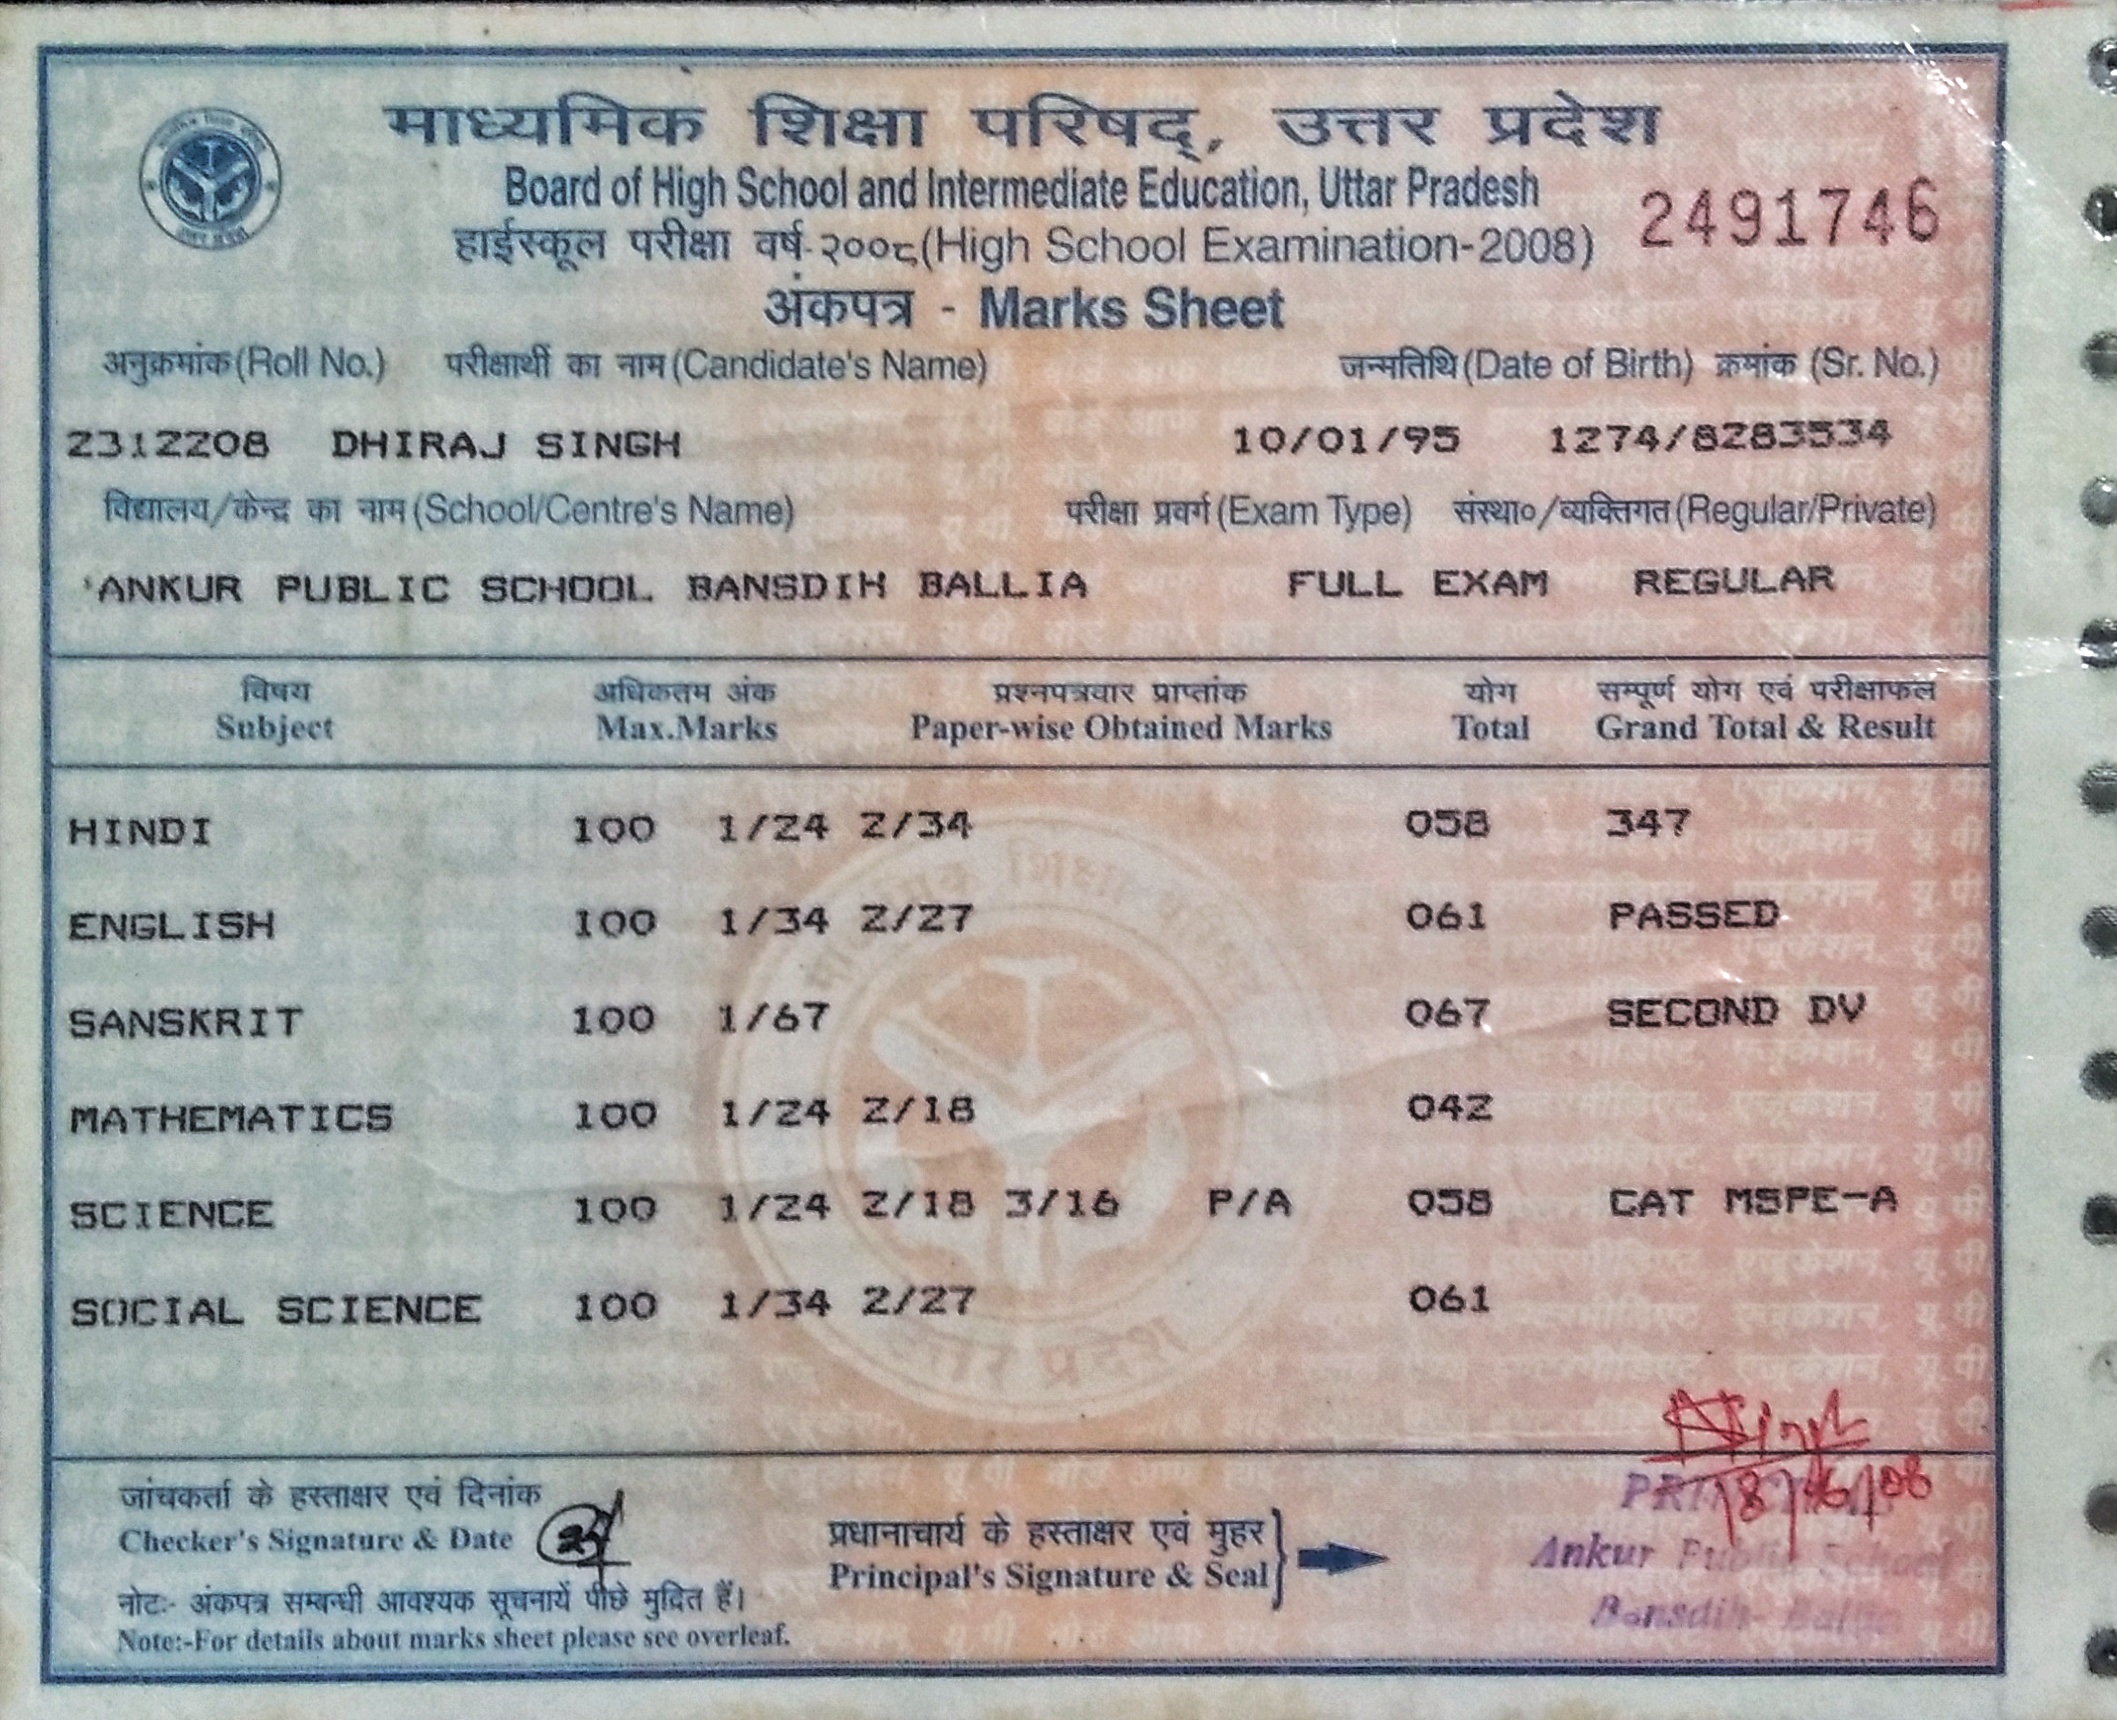 माध्यमिक शिक्षा परिषद्, उत्तर प्रदेश
Board of High School and Intermediate Education, Uttar Pradesh
2491746
हाईस्कूल परीक्षा वर्ष-२००८(High School Examination-2008)
अंकपत्र - Marks Sheet
अनुक्रमांक(Roll No.) परीक्षार्थी का नाम(Candidate's Name) जन्मतिथि(Date of Birth) क्रमांक (Sr. No.)
2312208 DHIRAJ SINGH 10/01/95 1274/8283534
विद्यालय/केन्द्र का नाम(School/Centre's Name) परीक्षा प्रवर्ग(Exam Type) संस्था०/व्यक्तिगत(Regular/Private)
ANKUR PUBLIC SCHOOL BANSDIH BALLIA FULL EXAM REGULAR
विषय अधिकतम अंक प्रश्नपत्रवार प्राप्तांक योग सम्पूर्ण योग एवं परीक्षाफल
Subject Max.Marks Paper-wise Obtained Marks Total Grand Total & Result
HINDI 100 1/24 2/34 058 347
ENGLISH 100 1/34 2/27 061 PASSED
SANSKRIT 100 1/67 067 SECOND DV
MATHEMATICS 100 1/24 2/18 042
SCIENCE 100 1/24 2/18 3/16 P/A 058 CAT MSPE-A
SOCIAL SCIENCE 100 1/34 2/27 061
जांचकर्ता के हस्ताक्षर एवं दिनांक
Checker's Signature & Date
प्रधानाचार्य के हस्ताक्षर एवं मुहर
Principal's Signature & Seal
18/6/08
Ankur Public School
Bansdih- Ballia
नोटः- अंकपत्र सम्बन्धी आवश्यक सूचनायें पीछे मुद्रित हैं।
Note:-For details about marks sheet please see overleaf.